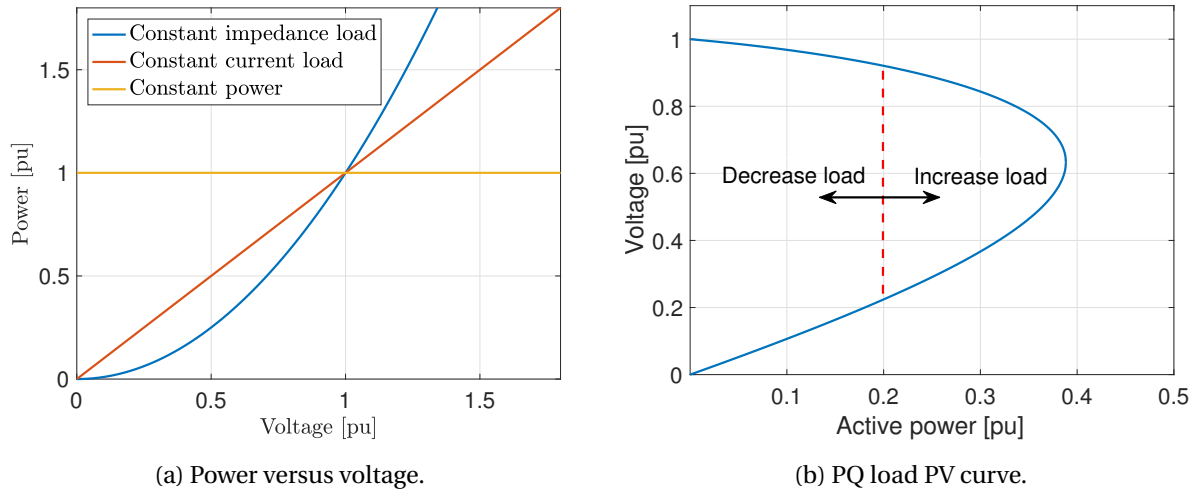 Constant impedance load
Constant current load
Constant power
Power [pu]
1.5
1
0.5
0
0
0.5
1
1.5
Voltage [pu]
(a) Power versus voltage.
Voltage [pu]
1
0.8
0.6
0.4
0.2
0
Decrease load
Increase load
0.1
0.2
0.3
0.4
0.5
Active power [pu]
(b) PQ load PV curve.